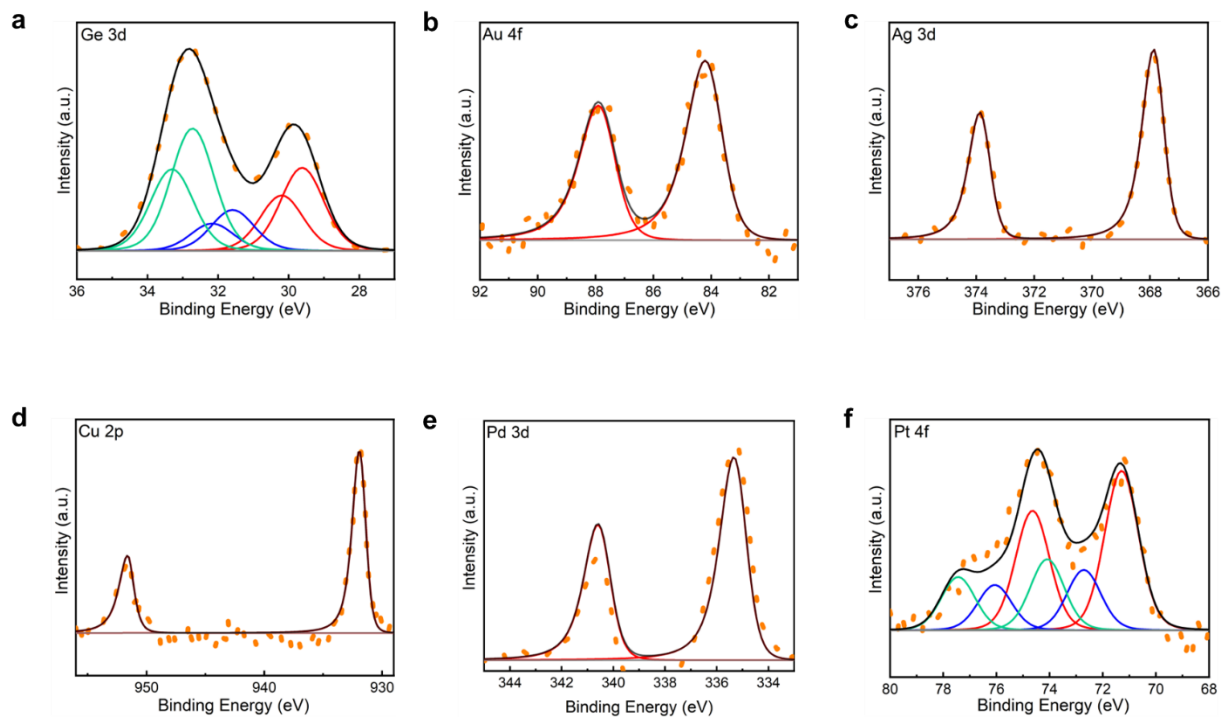 a
Ge 3d
Intensity (a.u.)
36 34 32 30 28
Binding Energy (eV)
b
Au 4f
Intensity (a.u.)
92 90 88 86 84 82
Binding Energy (eV)
c
Ag 3d
Intensity (a.u.)
376 374 372 370 368 366
Binding Energy (eV)
d
Cu 2p
Intensity (a.u.)
950 940 930
Binding Energy (eV)
e
Pd 3d
Intensity (a.u.)
344 342 340 338 336 334
Binding Energy (eV)
f
Pt 4f
Intensity (a.u.)
80 78 76 74 72 70 68
Binding Energy (eV)